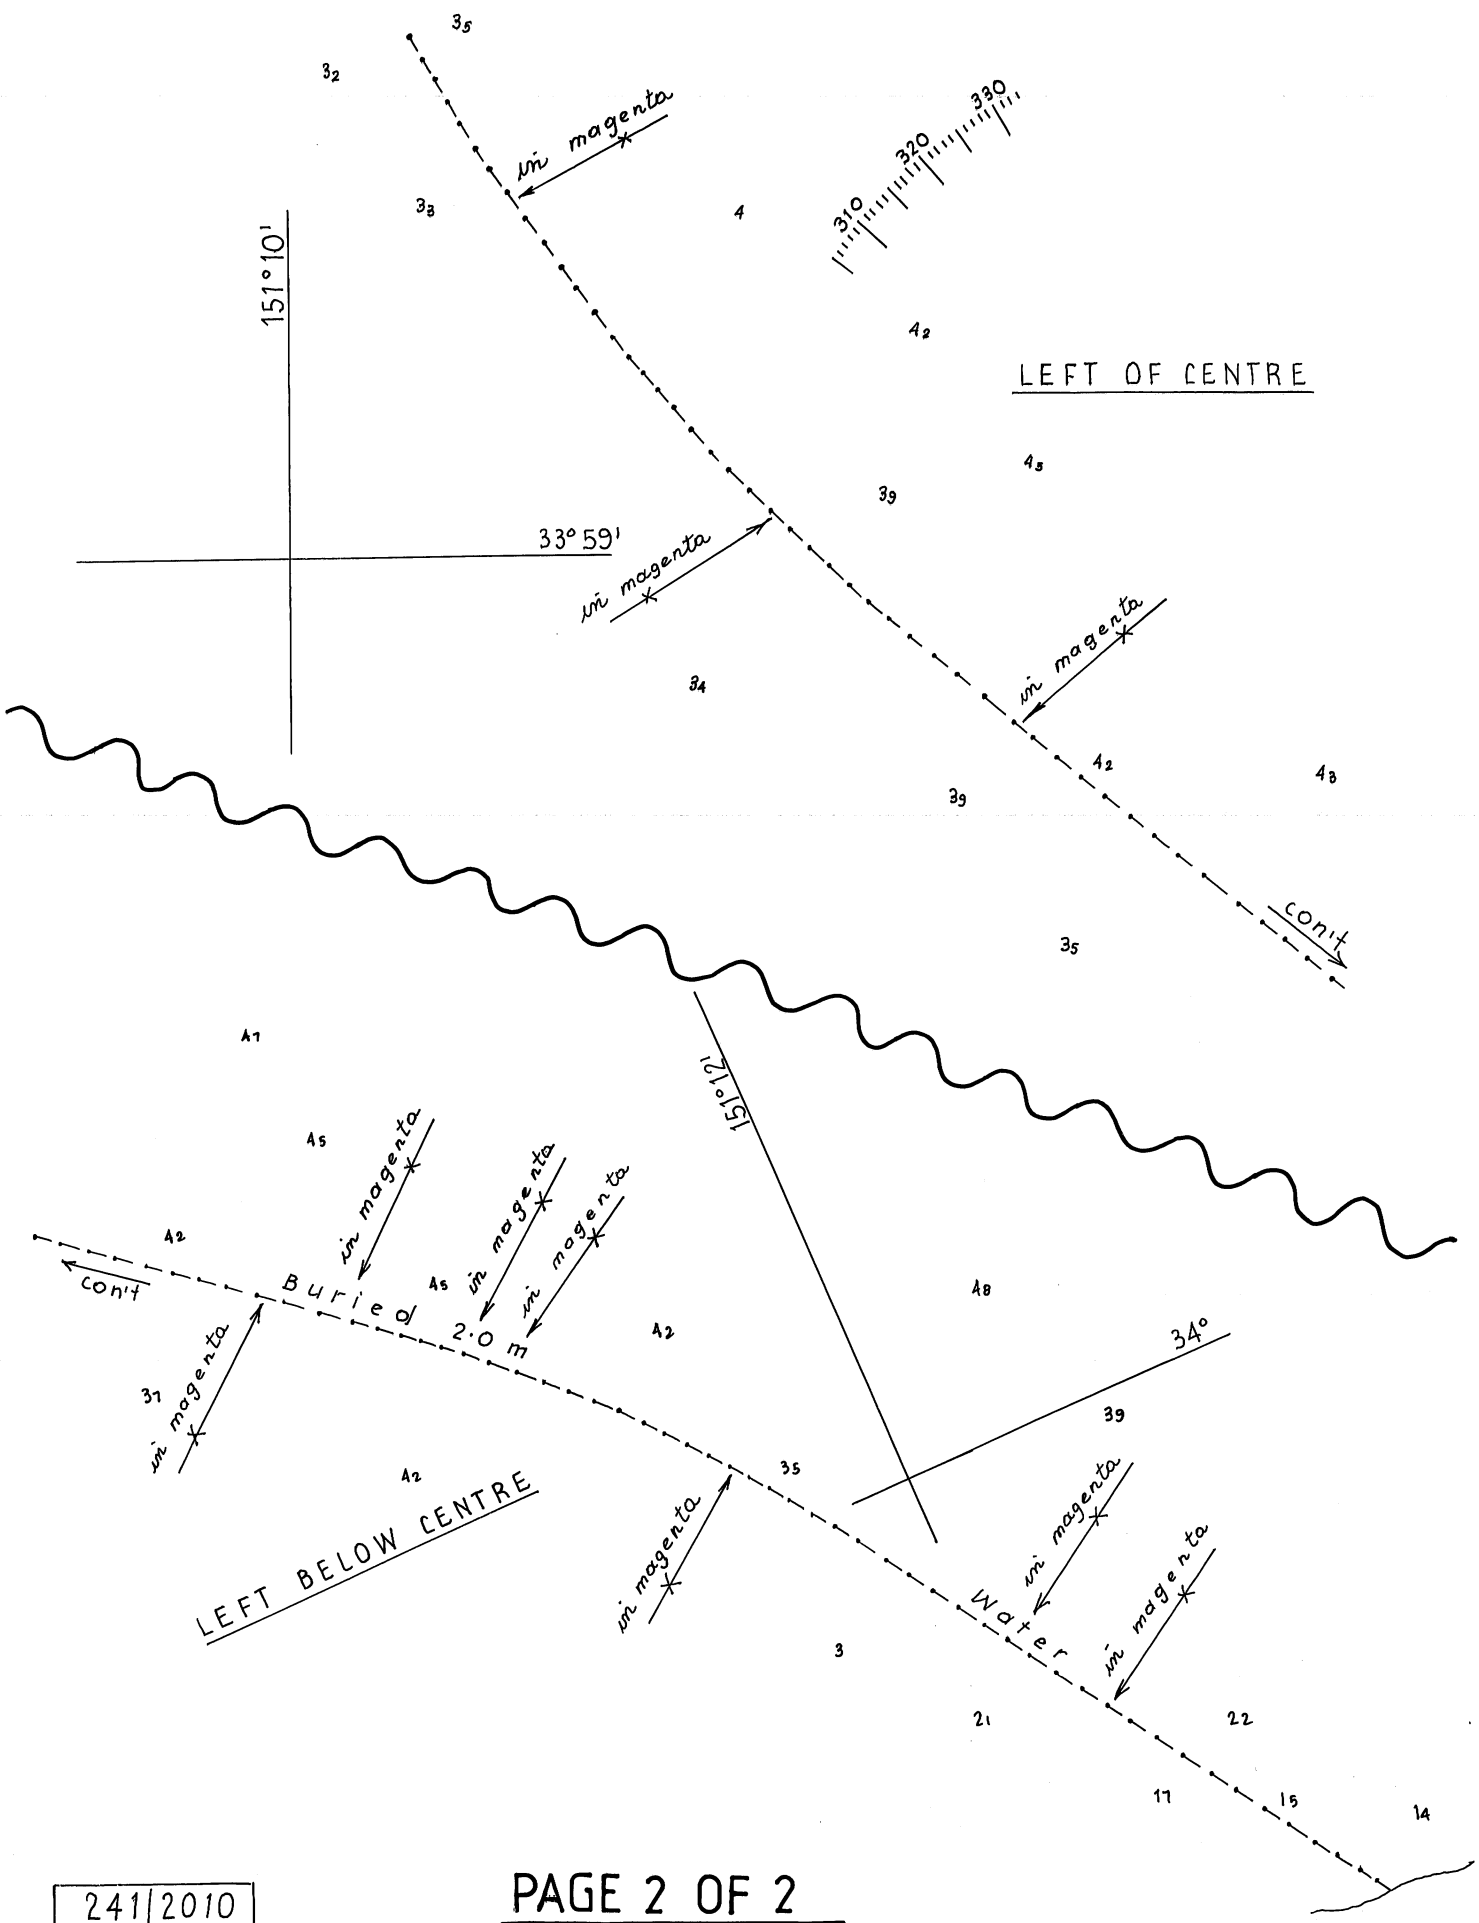 3₅
3₂
in magenta
330
320
310
3₃
4
151°10'
4₂
LEFT OF CENTRE
4₃
3₉
33°59'
in magenta
in magenta
3₄
4₂
4₃
3₉
con't
3₅
47
151°12'
4₅
in magenta
in magenta
in magenta
4₂
con't
Buried 2.0 m
4₅
48
4₂
34°
in magenta
3₇
39
4₂
LEFT BELOW CENTRE
3₅
in magenta
in magenta
in magenta
Water
3
21
22
17
15
14
241/2010
PAGE 2 OF 2